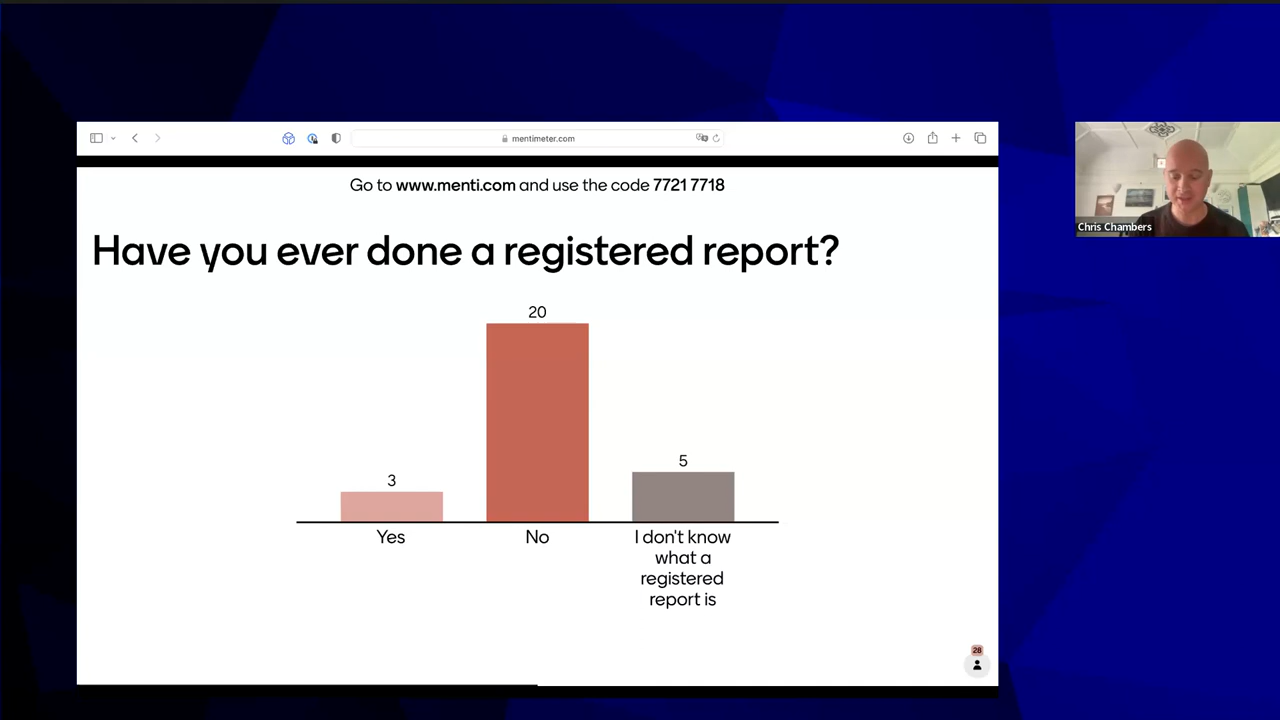 mentimeter.com
Go to www.menti.com and use the code 7721 7718
Have you ever done a registered report?
20
5
3
Yes
No
I don't know
what a
registered
report is
28
Chris Chambers